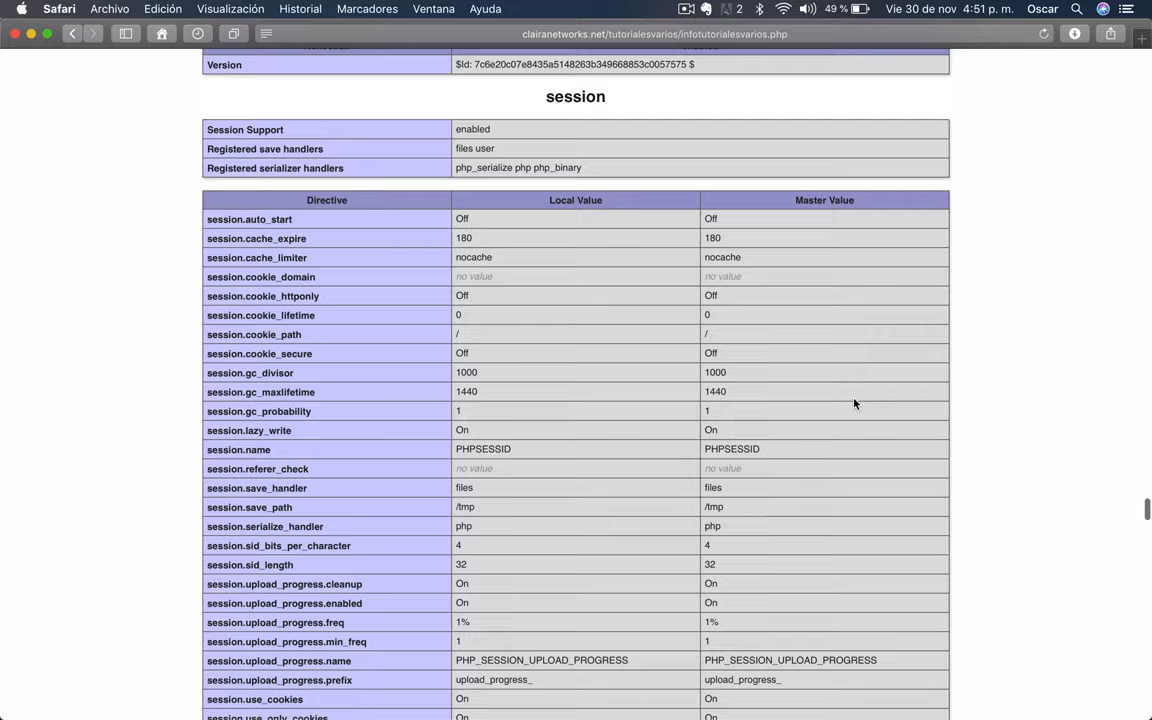 Safari Archivo Edición Visualización Historial Marcadores Ventana Ayuda 2 49 % Vie 30 de nov 4:51 p. m. Oscar
clairanetworks.net/tutorialesvarios/infotutorialesvarios.php
Version $Id: 7c6e20c07e8435a5148263b349668853c0057575 $
session
Session Support enabled
Registered save handlers files user
Registered serializer handlers php_serialize php php_binary
Directive Local Value Master Value
session.auto_start Off Off
session.cache_expire 180 180
session.cache_limiter nocache nocache
session.cookie_domain no value no value
session.cookie_httponly Off Off
session.cookie_lifetime 0 0
session.cookie_path / /
session.cookie_secure Off Off
session.gc_divisor 1000 1000
session.gc_maxlifetime 1440 1440
session.gc_probability 1 1
session.lazy_write On On
session.name PHPSESSID PHPSESSID
session.referer_check no value no value
session.save_handler files files
session.save_path /tmp /tmp
session.serialize_handler php php
session.sid_bits_per_character 4 4
session.sid_length 32 32
session.upload_progress.cleanup On On
session.upload_progress.enabled On On
session.upload_progress.freq 1% 1%
session.upload_progress.min_freq 1 1
session.upload_progress.name PHP_SESSION_UPLOAD_PROGRESS PHP_SESSION_UPLOAD_PROGRESS
session.upload_progress.prefix upload_progress_ upload_progress_
session.use_cookies On On
session.use_only_cookies On On